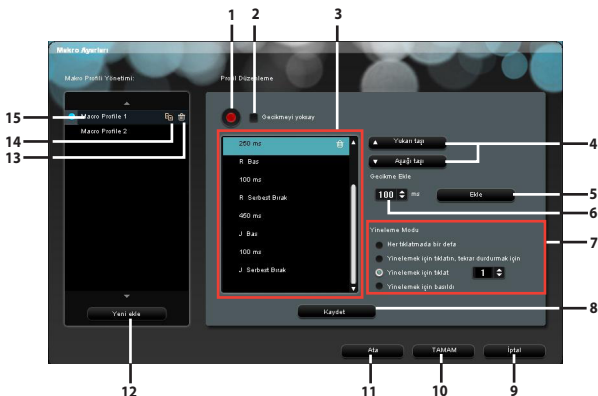 1 2 3
Makro Ayarları
Makro Profili Yönetimi:
Profil Düzenleme
15
Macro Profile 1
14
Macro Profile 2
13
Gecikmeyi yoksay
250 ms
R Bas
100 ms
R Serbest Bırak
450 ms
J Bas
100 ms
J Serbest Bırak
Yukarı taşı
4
Aşağı taşı
Gecikme Ekle
100 ms
Ekle
5
6
Yineleme Modu
7
Her tıklatmada bir defa
Yinelemek için tıklatın, tekrar durdurmak için
Yinelemek için tıklat 1
Yinelemek için basıldı
Yeni ekle
Kaydet
8
Ata
TAMAM
İptal
12 11 10 9